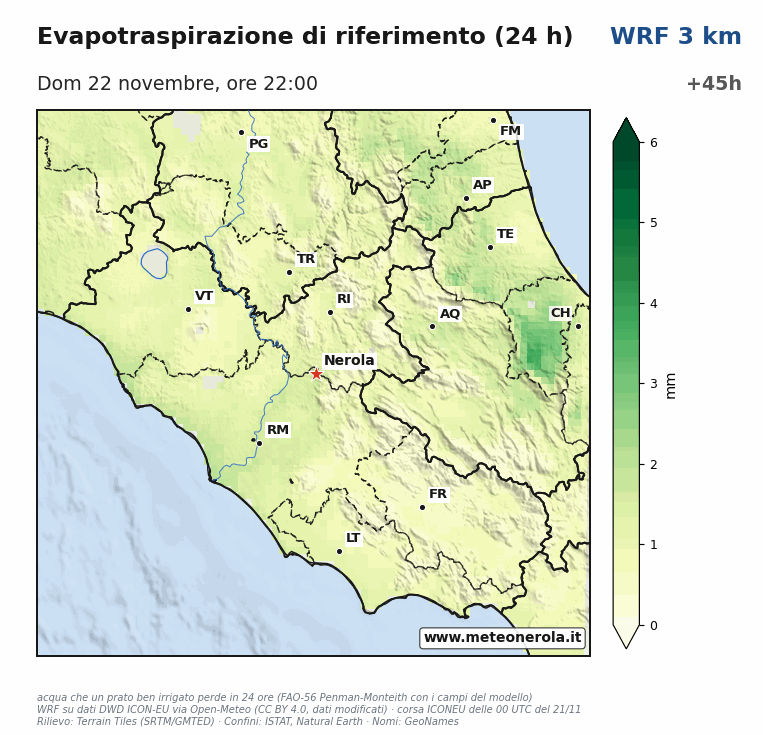 Evapotraspirazione di riferimento (24 h)
WRF 3 km
Dom 22 novembre, ore 22:00
+45h
FM
PG
AP
TE
TR
RI
VT
AQ
CH
Nerola
RM
FR
LT
www.meteonerola.it
6
5
4
3
2
1
0
mm
acqua che un prato ben irrigato perde in 24 ore (FAO-56 Penman-Monteith con i campi del modello)
WRF su dati DWD ICON-EU via Open-Meteo (CC BY 4.0, dati modificati) · corsa ICONEU delle 00 UTC del 21/11
Rilievo: Terrain Tiles (SRTM/GMTED) · Confini: ISTAT, Natural Earth · Nomi: GeoNames